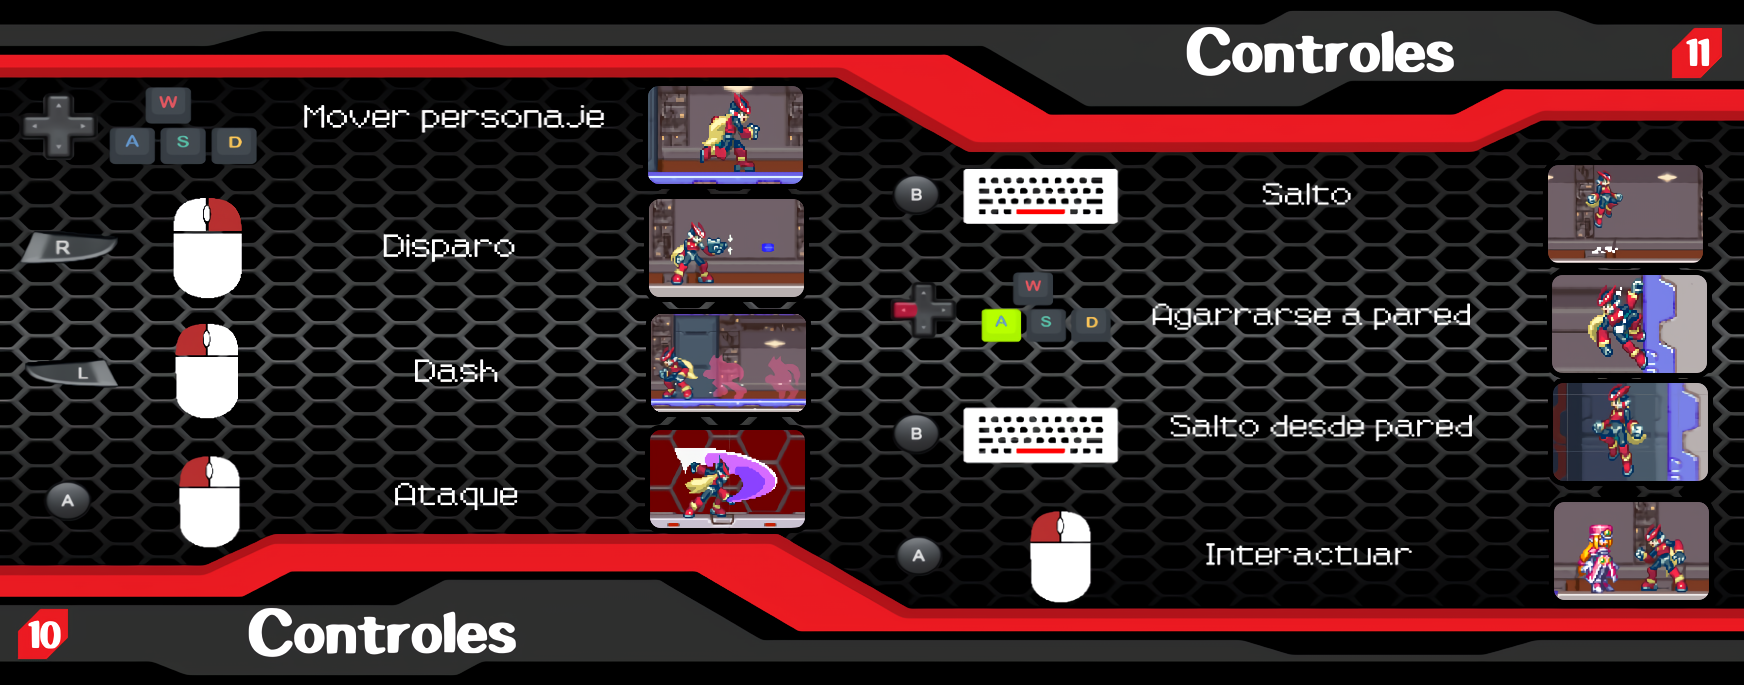 W
A S D
Mover personaje
R
Disparo
L
Dash
A
Ataque
10
Controles
Controles
11
B
Salto
W
A S D
Agarrarse a pared
B
Salto desde pared
A
Interactuar